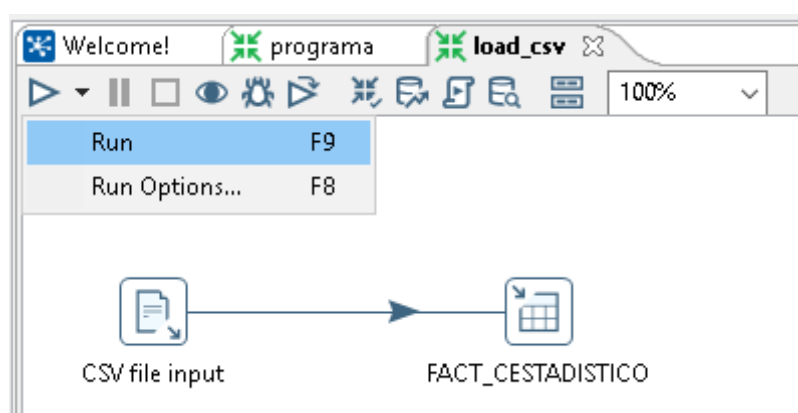 Welcome! programa load_csv
100%
Run F9
Run Options... F8
CSV file input FACT_CESTADISTICO